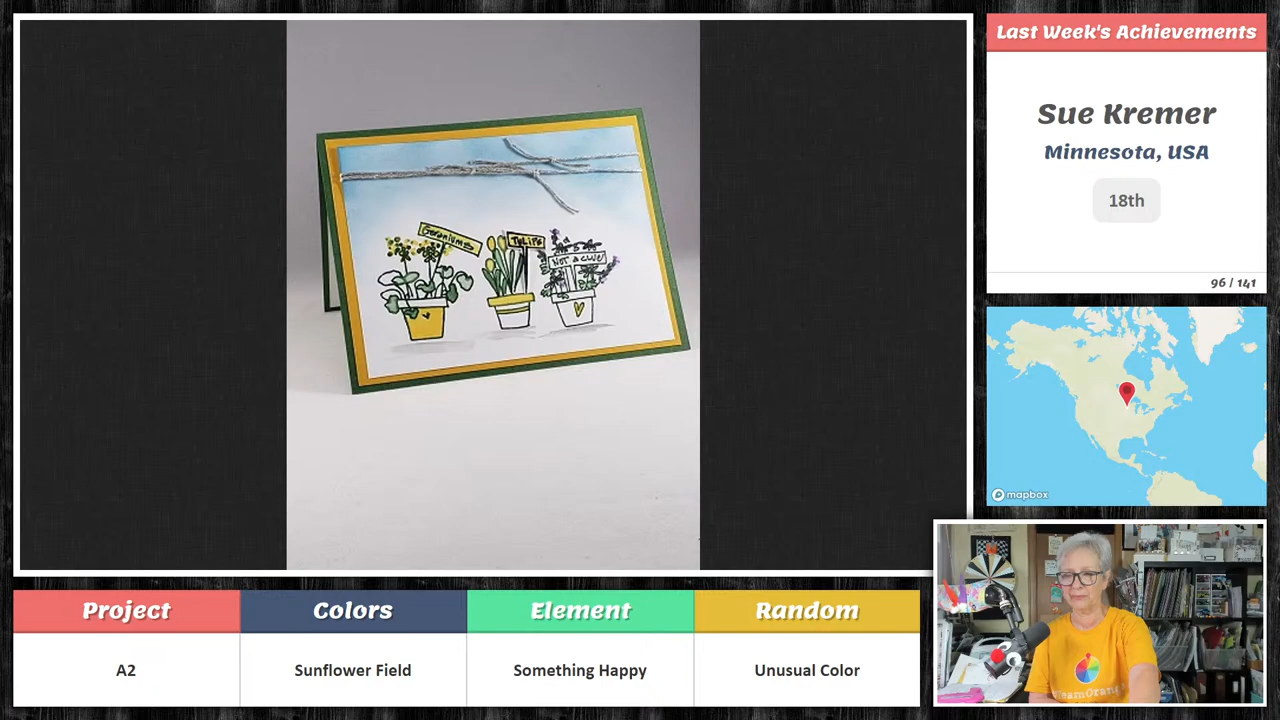 Last Week's Achievements
Sue Kremer
Minnesota, USA
18th
96 / 141
Geraniums
TULIPS
NOT A CLUE!
mapbox
Project
Colors
Element
Random
A2
Sunflower Field
Something Happy
Unusual Color